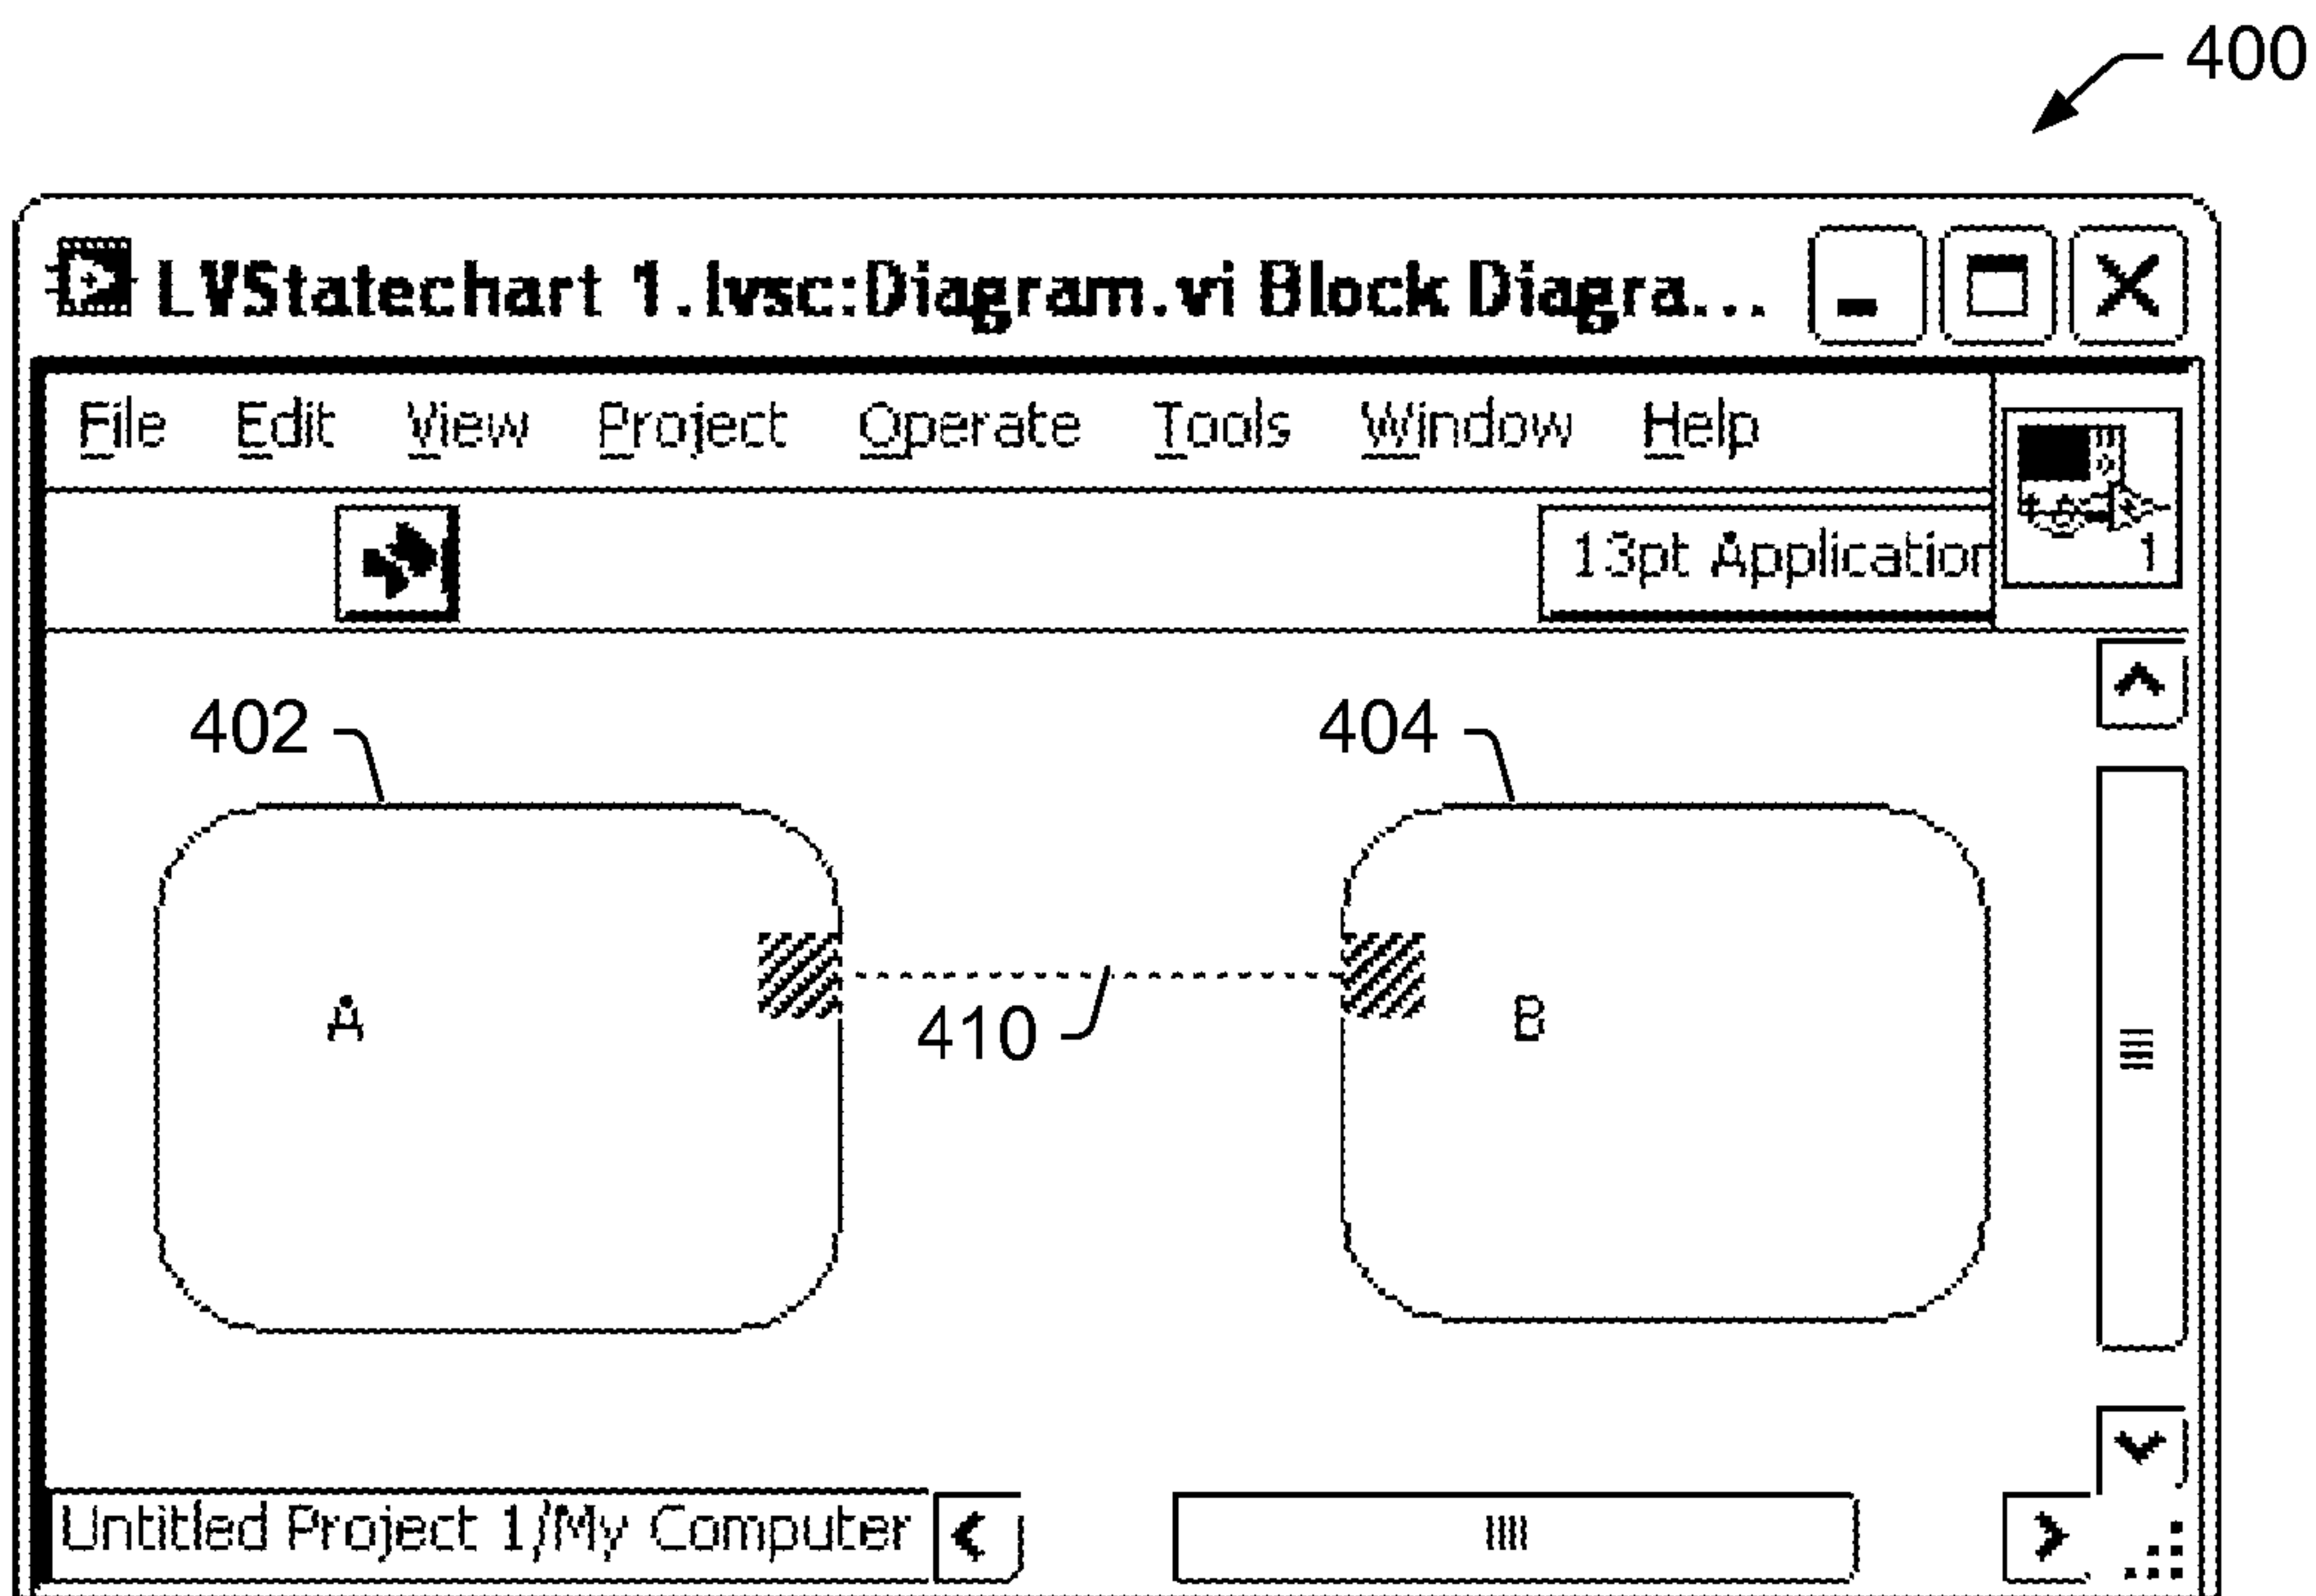 400
LVStatechart 1.lvsc:Diagram.vi Block Diagra...
File Edit View Project Operate Tools Window Help
13pt Application
1
402
404
A
B
410
Untitled Project 1/My Computer